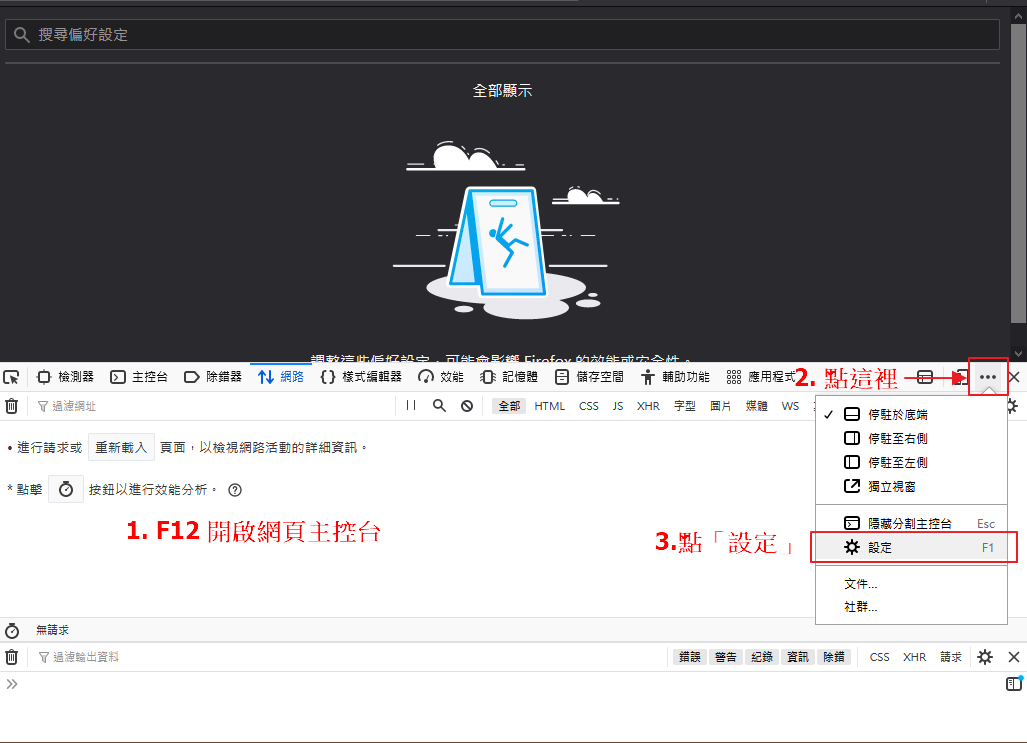 搜尋偏好設定
全部顯示
調整這些偏好設定，可能會影響 Firefox 的效能或安全性。
檢測器 主控台 除錯器 網路 樣式編輯器 效能 記憶體 儲存空間 輔助功能 應用程式
2. 點這裡
過濾網址
全部 HTML CSS JS XHR 字型 圖片 媒體 WS
停駐於底端
停駐至右側
停駐至左側
獨立視窗
隱藏分割主控台 Esc
設定 F1
文件...
社群...
• 進行請求或 重新載入 頁面，以檢視網路活動的詳細資訊。
* 點擊 按鈕以進行效能分析。
1. F12 開啟網頁主控台
3.點「設定」
無請求
過濾輸出資料
錯誤 警告 紀錄 資訊 除錯 CSS XHR 請求